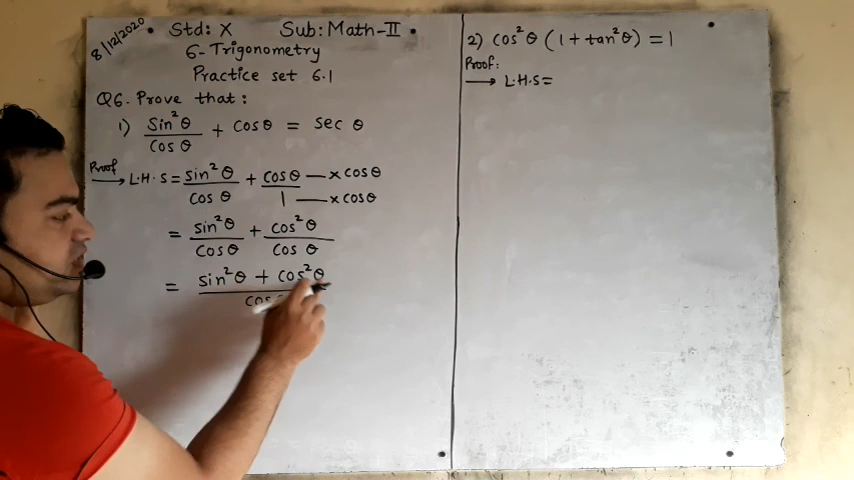 8/12/2020
• Std: X Sub: Math-II •
6- Trigonometry
Practice set 6.1
Q6. Prove that:
1) Sin²θ / Cos θ + Cos θ = Sec θ
Proof
→ L.H.S = sin²θ / cos θ + cos θ / 1 — × cos θ — × cos θ
= sin²θ / Cos θ + Cos²θ / Cos θ
= sin²θ + cos²θ / cos
2) Cos²θ (1 + tan²θ) = 1
Proof:
→ L.H.S =